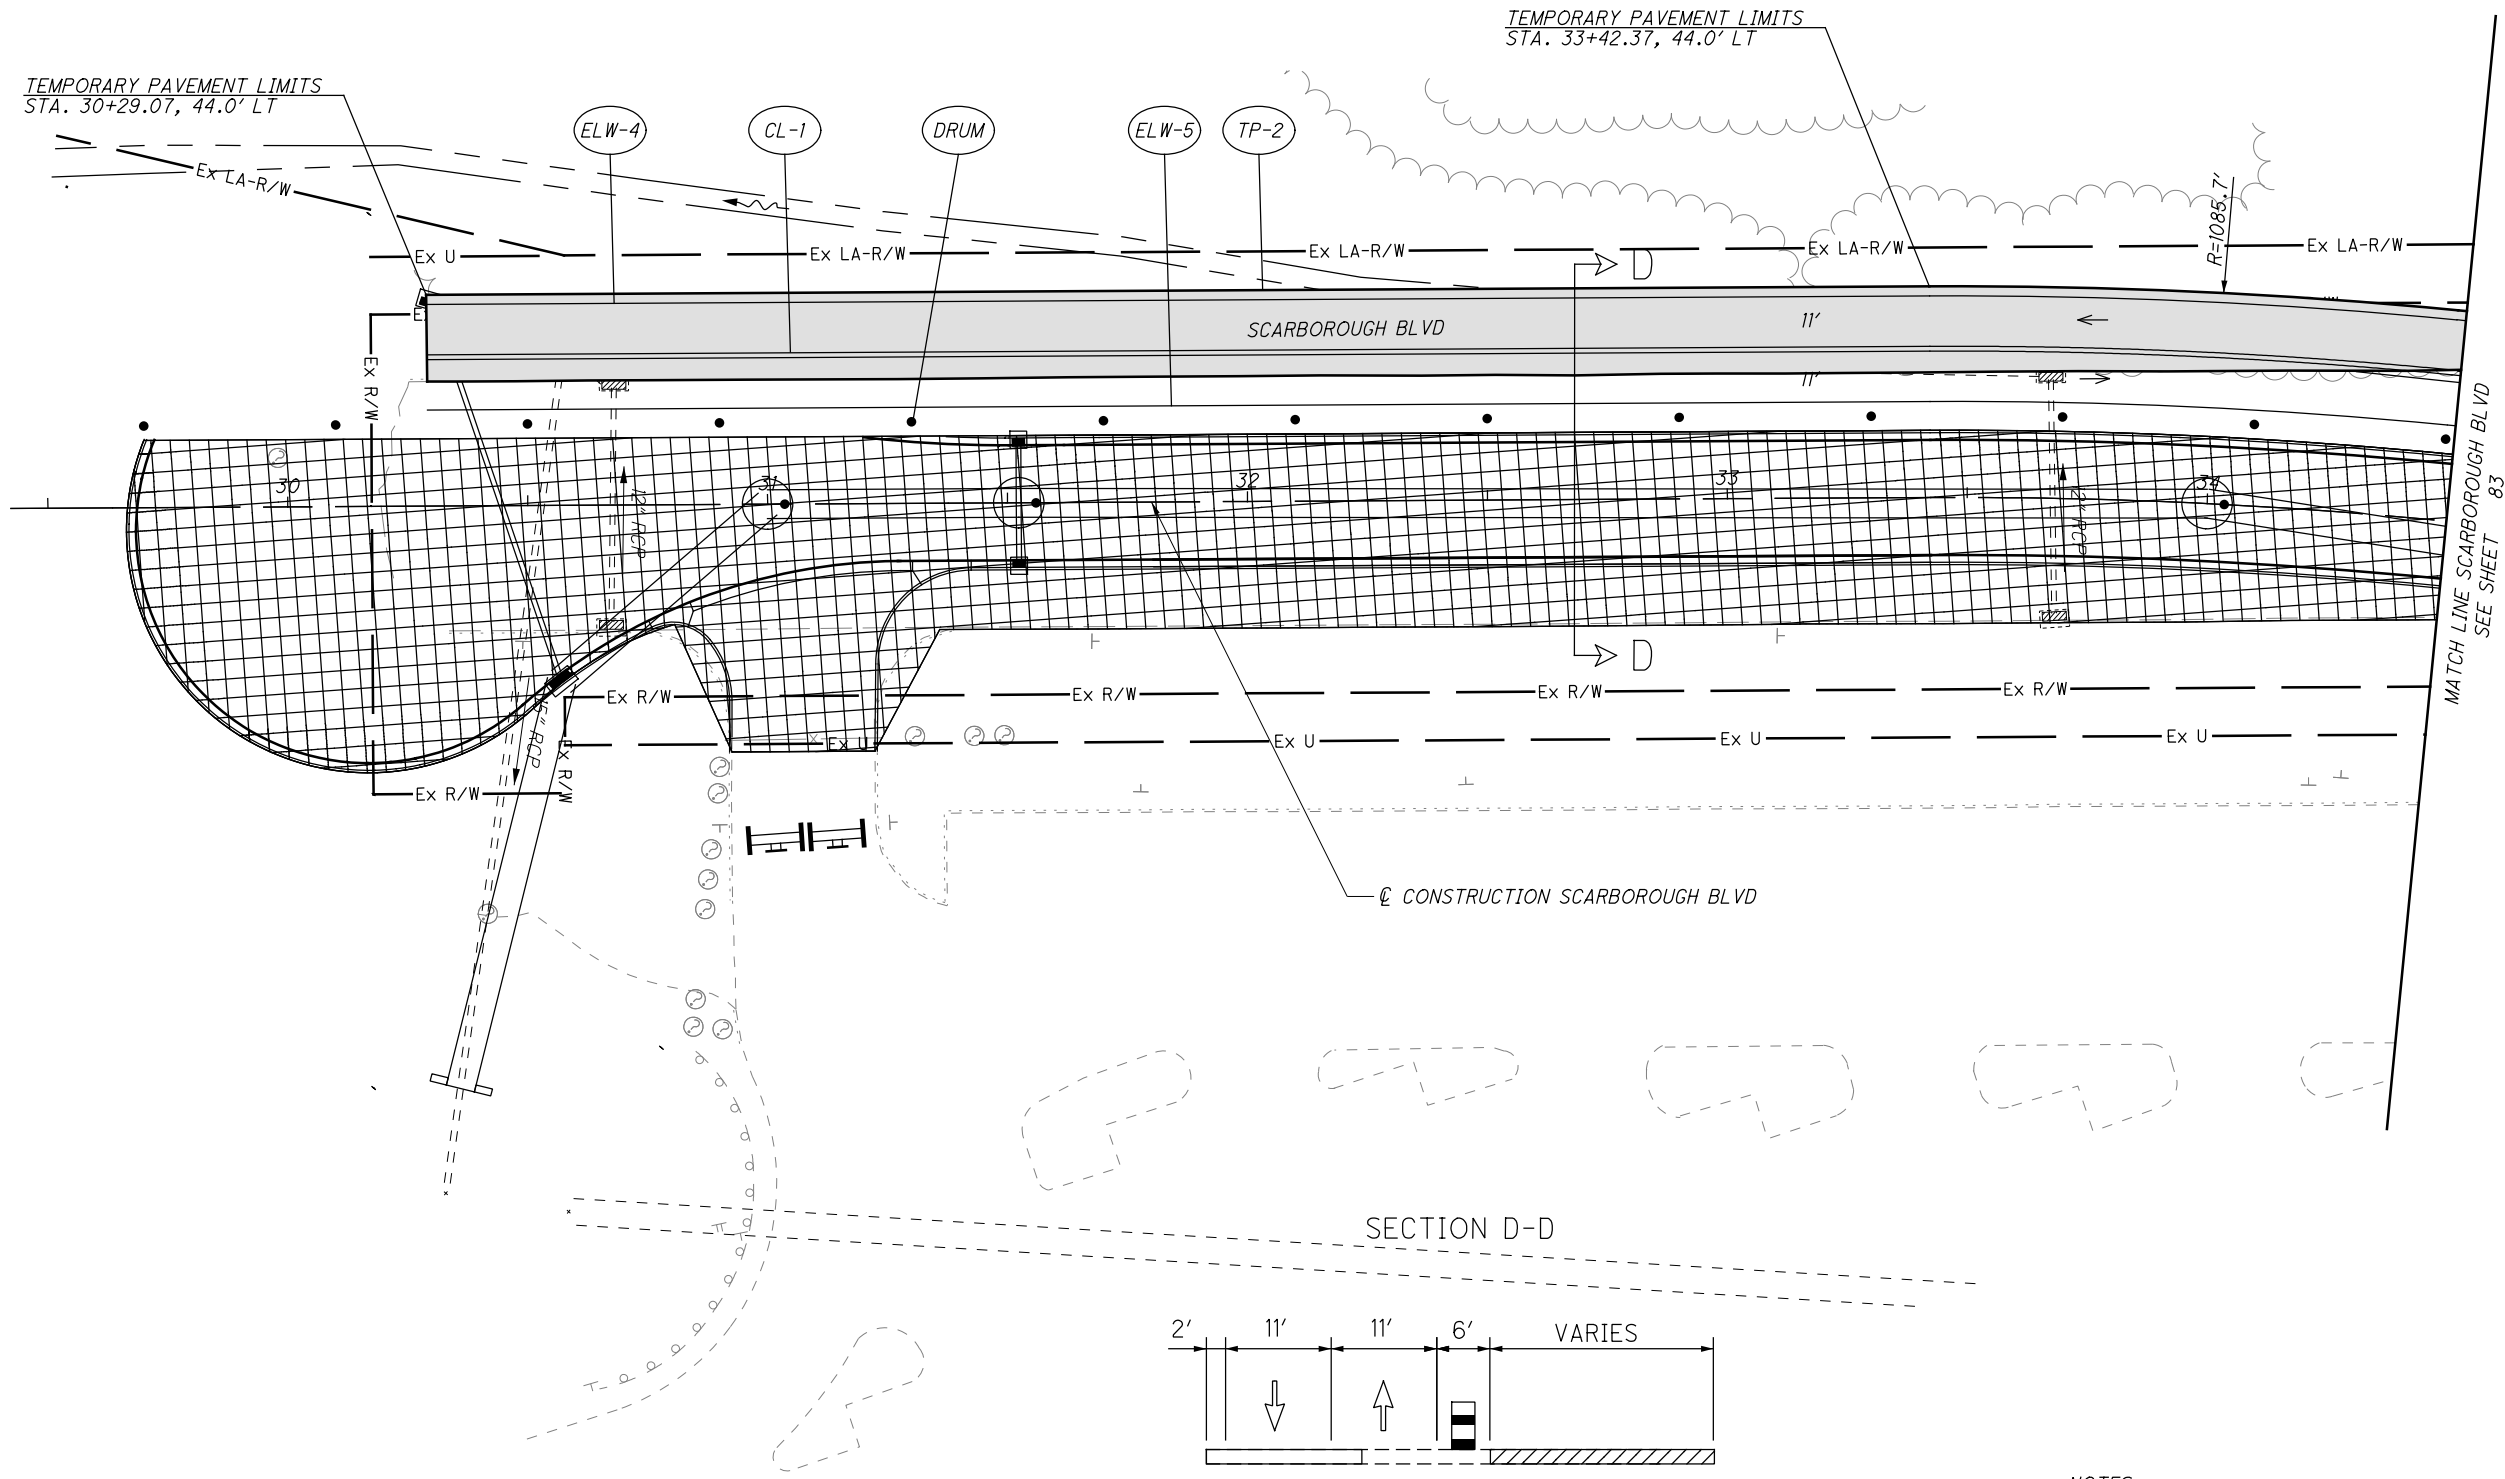 TEMPORARY PAVEMENT LIMITS
STA. 33+42.37, 44.0' LT
TEMPORARY PAVEMENT LIMITS
STA. 30+29.07, 44.0' LT
ELW-4
CL-1
DRUM
ELW-5
TP-2
Ex LA-R/W
R=1085.7'
Ex U
Ex LA-R/W
Ex LA-R/W
Ex LA-R/W
Ex LA-R/W
D
SCARBOROUGH BLVD
11'
11'
Ex R/W
30
31
32
33
34
12" RCP
12" RCP
MATCH LINE SCARBOROUGH BLVD
SEE SHEET 83
D
Ex R/W
Ex R/W
Ex R/W
Ex R/W
15" RCP
Ex R/W
Ex U
Ex U
Ex U
Ex U
Ex R/W
℄ CONSTRUCTION SCARBOROUGH BLVD
SECTION D-D
2'
11'
11'
6'
VARIES